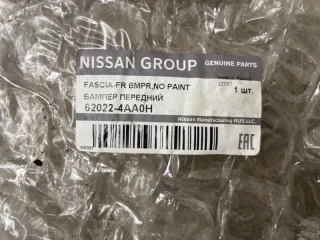 NISSAN GROUP GENUINE PARTS
FASCIA-FR BMPR,NO PAINT
БАМПЕР ПЕРЕДНИЙ
QTY: 1 шт.
62022-4AA0H
Nissan Manufacturing RUS LLC.
EAC